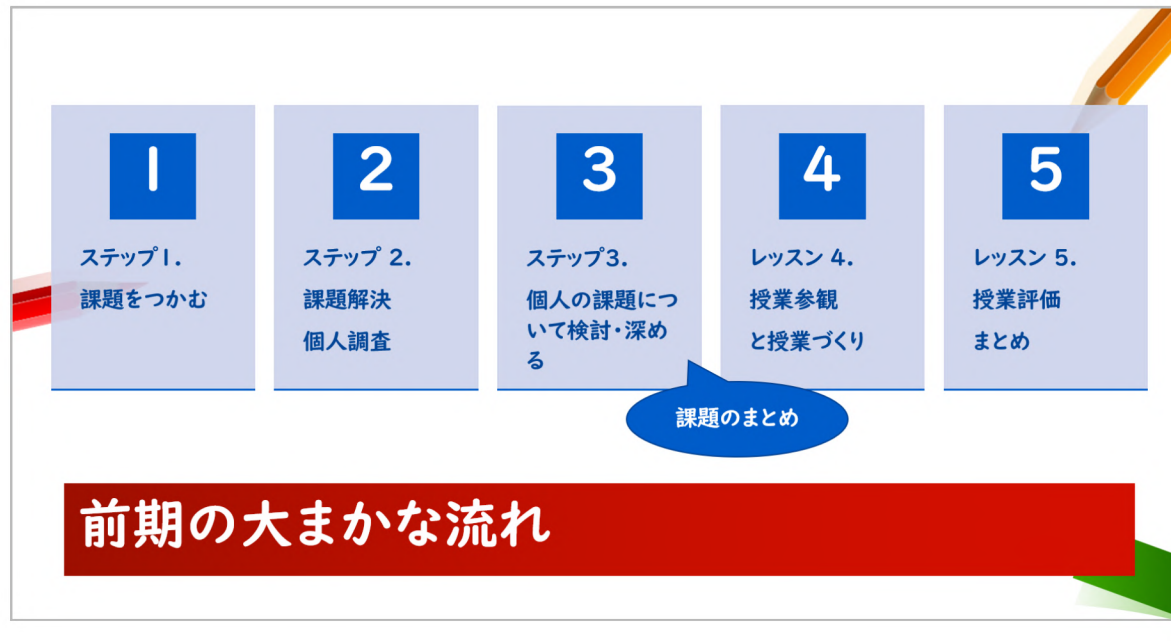 1
ステップ1.
課題をつかむ
2
ステップ 2.
課題解決
個人調査
3
ステップ3.
個人の課題につ
いて検討・深め
る
4
レッスン 4.
授業参観
と授業づくり
5
レッスン 5.
授業評価
まとめ
課題のまとめ
前期の大まかな流れ